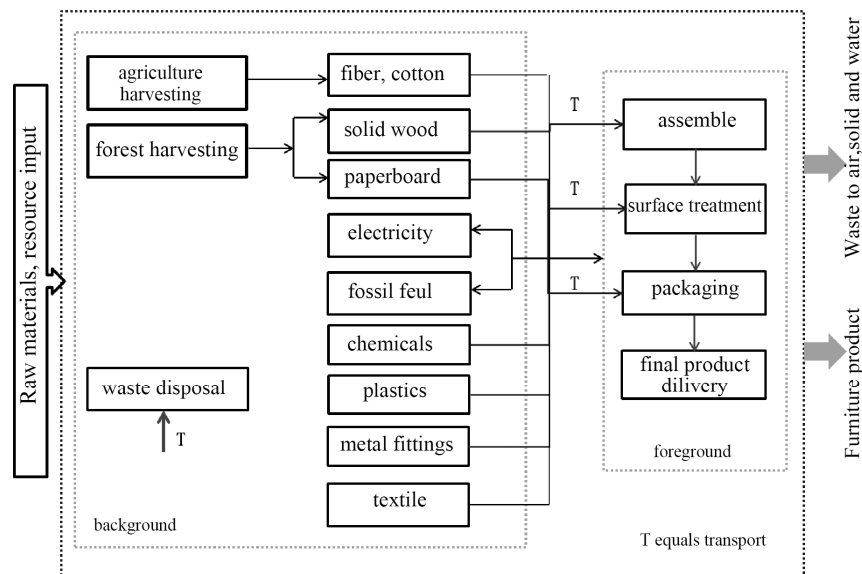 Raw materials, resource input
agriculture
harvesting
forest harvesting
waste disposal
T
background
fiber, cotton
solid wood
paperboard
electricity
fossil feul
chemicals
plastics
metal fittings
textile
T
T
T
assemble
surface treatment
packaging
final product
dilivery
foreground
T equals transport
Waste to air,solid and water
Furniture product